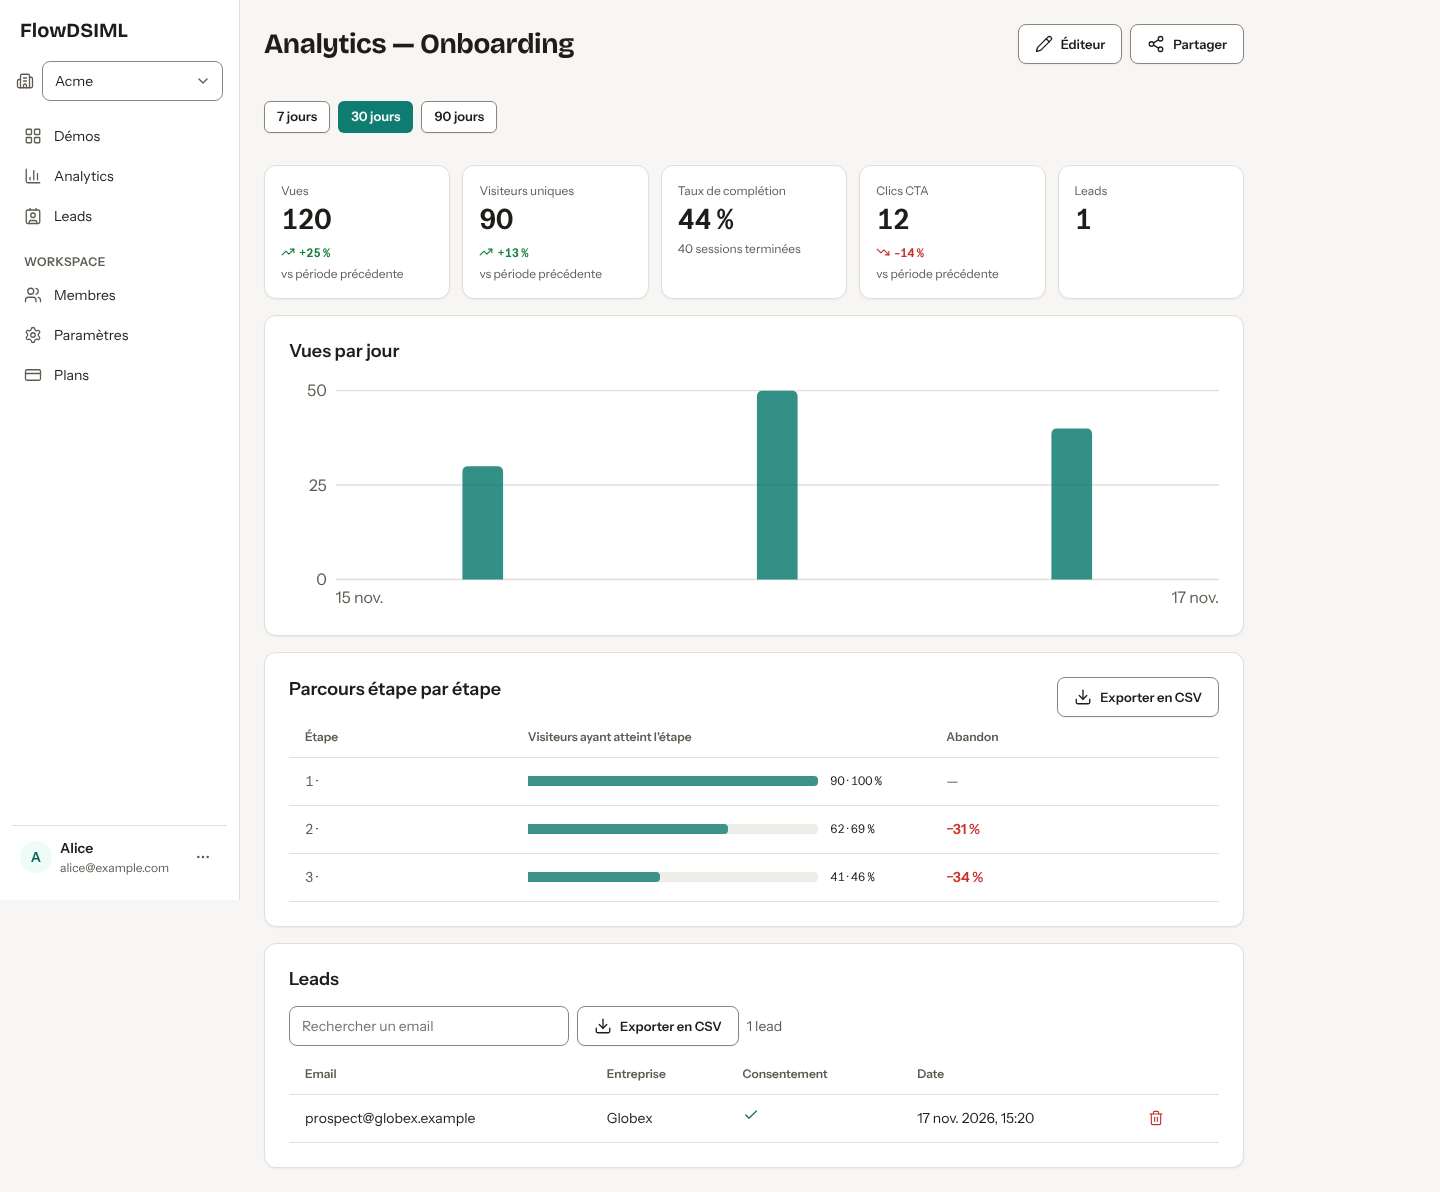 FlowDSIML
Acme
Démos
Analytics
Leads
WORKSPACE
Membres
Paramètres
Plans
A
Alice
alice@example.com
Analytics — Onboarding
Éditeur
Partager
7 jours
30 jours
90 jours
Vues
120
+25 %
vs période précédente
Visiteurs uniques
90
+13 %
vs période précédente
Taux de complétion
44 %
40 sessions terminées
Clics CTA
12
-14 %
vs période précédente
Leads
1
Vues par jour
50
25
0
15 nov.
17 nov.
Parcours étape par étape
Exporter en CSV
Étape Visiteurs ayant atteint l'étape Abandon
1 · 90 · 100 % —
2 · 62 · 69 % −31 %
3 · 41 · 46 % −34 %
Leads
Rechercher un email
Exporter en CSV
1 lead
Email Entreprise Consentement Date
prospect@globex.example Globex 17 nov. 2026, 15:20